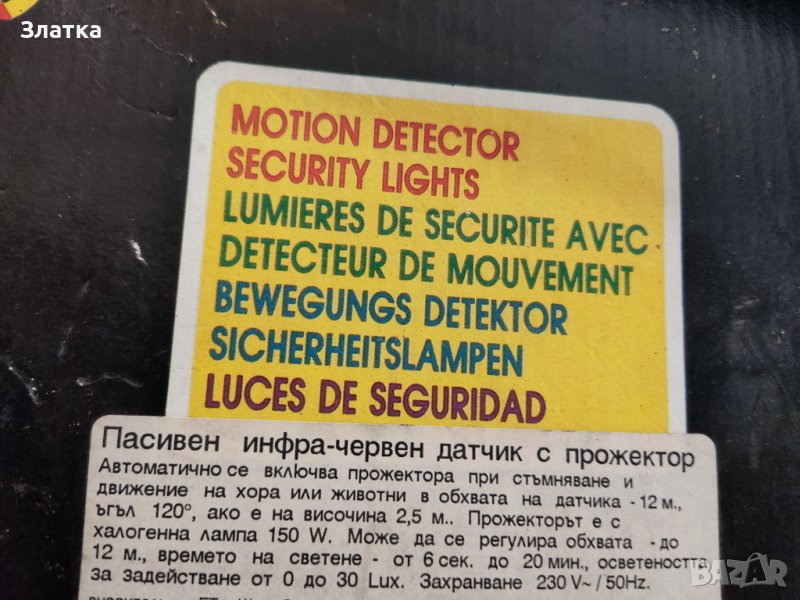 Златка
MOTION DETECTOR
SECURITY LIGHTS
LUMIERES DE SECURITE AVEC
DETECTEUR DE MOUVEMENT
BEWEGUNGS DETEKTOR
SICHERHEITSLAMPEN
LUCES DE SEGURIDAD
Пасивен инфра-червен датчик с прожектор
Автоматично се включва прожектора при стъмняване и
движение на хора или животни в обхвата на датчика - 12 м.,
ъгъл 120°, ако е на височина 2,5 м.. Прожекторът е с
халогенна лампа 150 W. Може да се регулира обхвата - до
12 м., времето на светене - от 6 сек. до 20 мин., осветеността
за задействане от 0 до 30 Lux. Захранване 230 V~ / 50Hz.
BAZAR